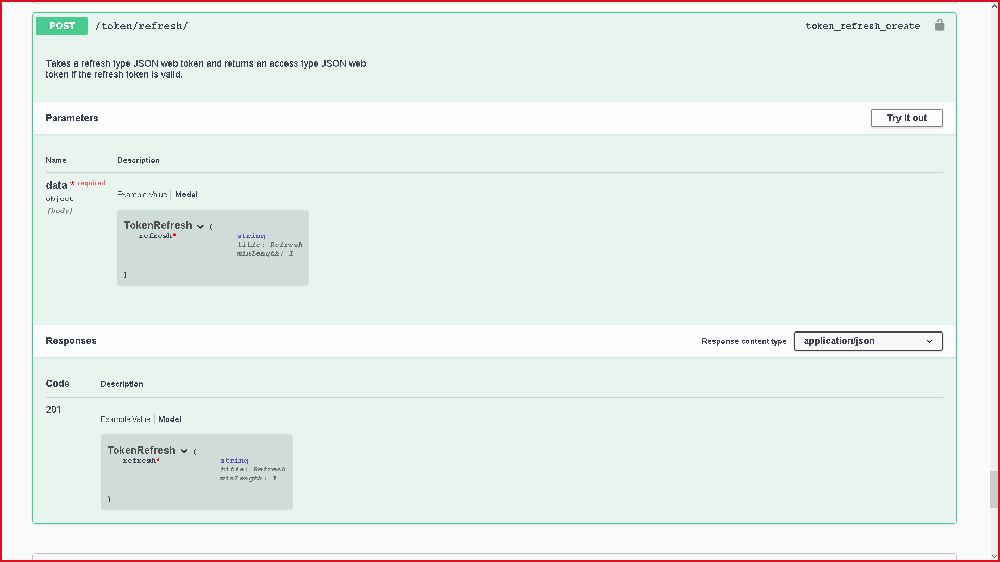 POST /token/refresh/ token_refresh_create
Takes a refresh type JSON web token and returns an access type JSON web
token if the refresh token is valid.
Parameters Try it out
Name Description
data * required
object
(body)
Example Value Model
TokenRefresh {
refresh* string
title: Refresh
minLength: 1
}
Responses Response content type application/json
Code Description
201
Example Value Model
TokenRefresh {
refresh* string
title: Refresh
minLength: 1
}